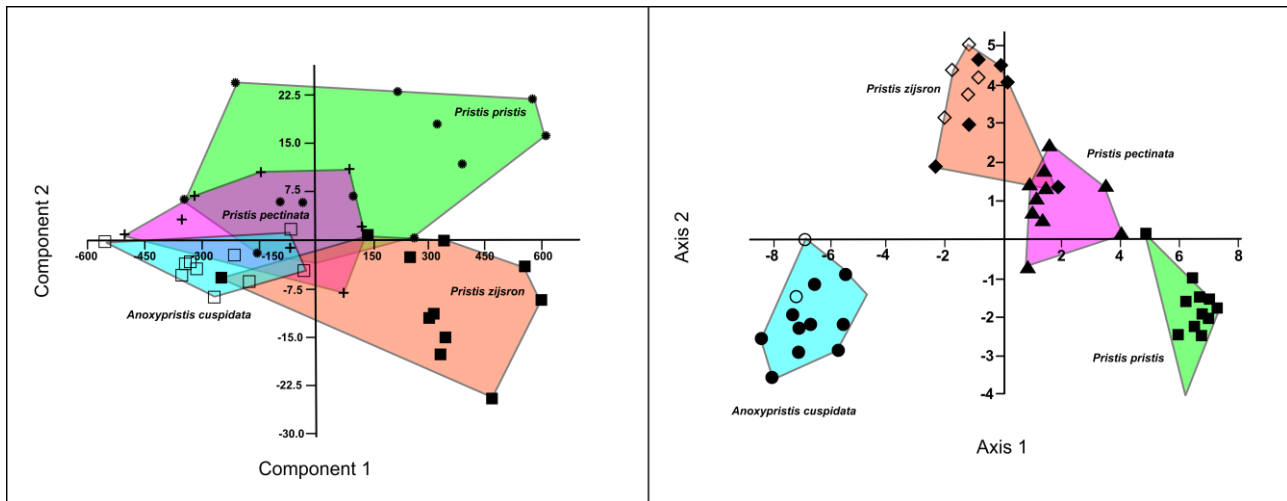 22.5
Pristis pristis
15.0
7.5
Pristis pectinata
-600 -450 -300 -150 150 300 450 600
-7.5
Pristis zijsron
Anoxypristis cuspidata
-15.0
-22.5
-30.0
Component 2
Component 1
5
Pristis zijsron
4
3
2
Pristis pectinata
1
-8 -6 -4 -2 2 4 6 8
-1
-2
-3
Pristis pristis
-4
Anoxypristis cuspidata
Axis 2
Axis 1